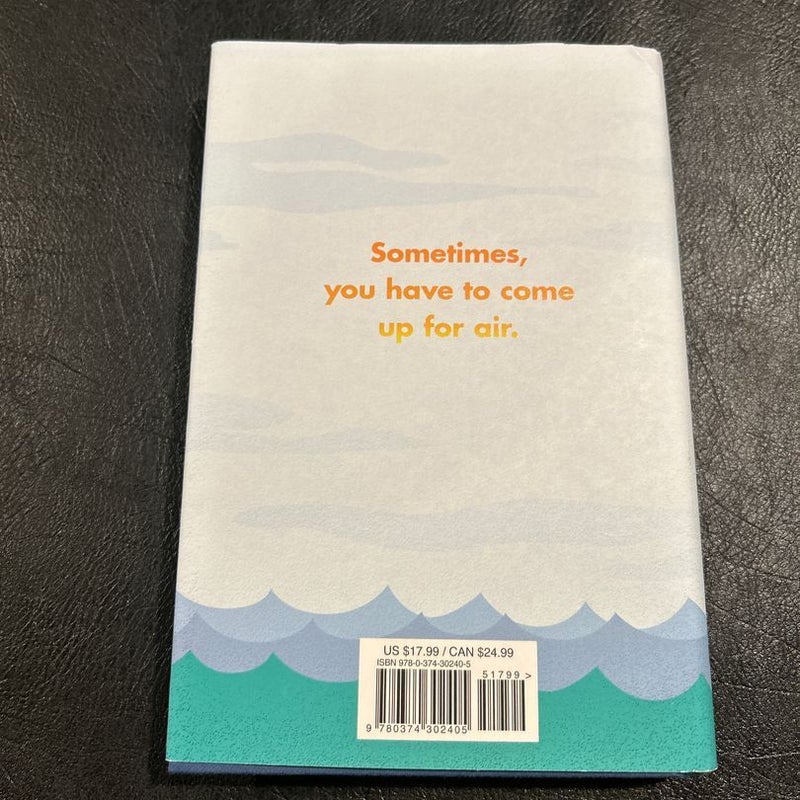 Sometimes,
you have to come
up for air.
US $17.99 / CAN $24.99
ISBN 978-0-374-30240-5
51799 >
9 780374 302405